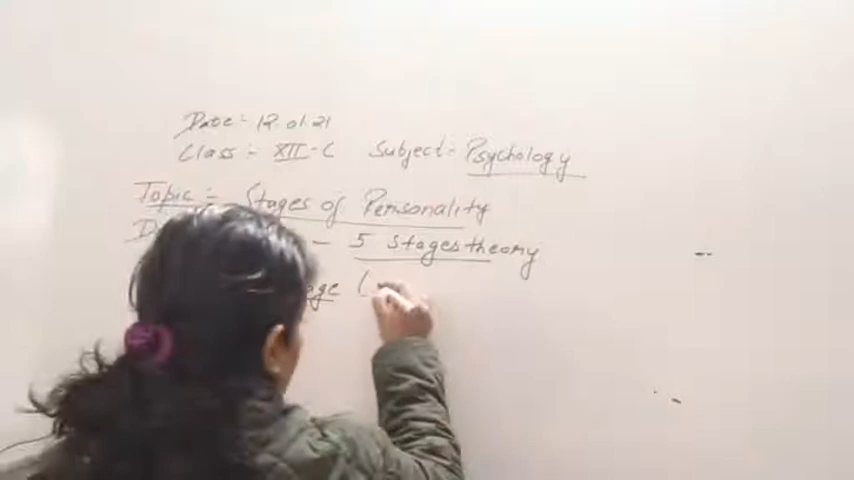 Date:- 12.01.21
Class:- XII-C Subject:- Psychology
Topic:- Stages of Personality
- 5 stages theory
(